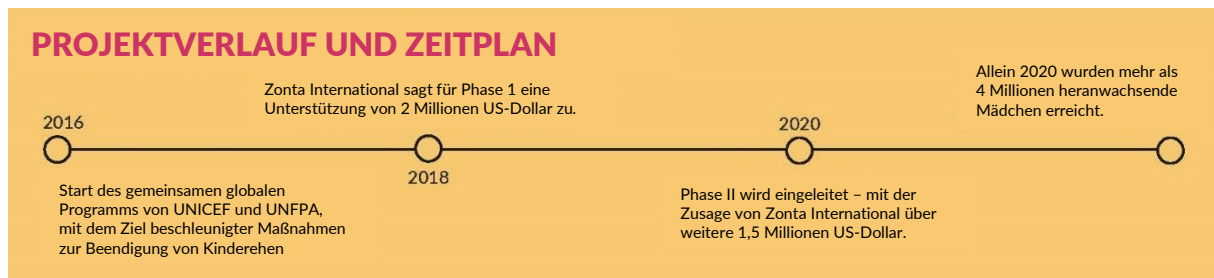 PROJEKTVERLAUF UND ZEITPLAN
2016
Start des gemeinsamen globalen
Programms von UNICEF und UNFPA,
mit dem Ziel beschleunigter Maßnahmen
zur Beendigung von Kinderehen
Zonta International sagt für Phase 1 eine
Unterstützung von 2 Millionen US-Dollar zu.
2018
2020
Phase II wird eingeleitet – mit der
Zusage von Zonta International über
weitere 1,5 Millionen US-Dollar.
Allein 2020 wurden mehr als
4 Millionen heranwachsende
Mädchen erreicht.